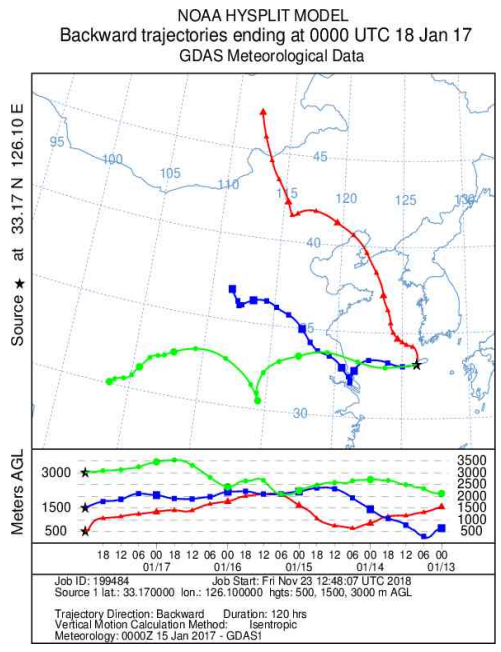 NOAA HYSPLIT MODEL
Backward trajectories ending at 0000 UTC 18 Jan 17
GDAS Meteorological Data
Source ★ at 33.17 N 126.10 E
95
100
105
110
115
120
125
130
45
40
35
30
Meters AGL
3000
1500
500
3500
3000
2500
2000
1500
1000
500
18 12 06 00 18 12 06 00 18 12 06 00 18 12 06 00 18 12 06 00
01/17 01/16 01/15 01/14 01/13
Job ID: 199484 Job Start: Fri Nov 23 12:48:07 UTC 2018
Source 1 lat.: 33.170000 lon.: 126.100000 hgts: 500, 1500, 3000 m AGL
Trajectory Direction: Backward Duration: 120 hrs
Vertical Motion Calculation Method: Isentropic
Meteorology: 0000Z 15 Jan 2017 - GDAS1